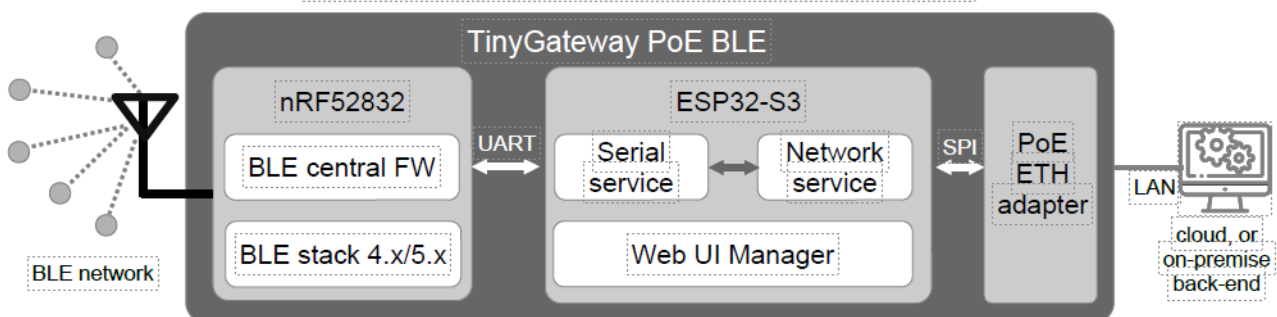 TinyGateway PoE BLE
nRF52832
BLE central FW
BLE stack 4.x/5.x
UART
ESP32-S3
Serial
service
Network
service
Web UI Manager
SPI
PoE
ETH
adapter
LAN
BLE network
cloud, or
on-premise
back-end